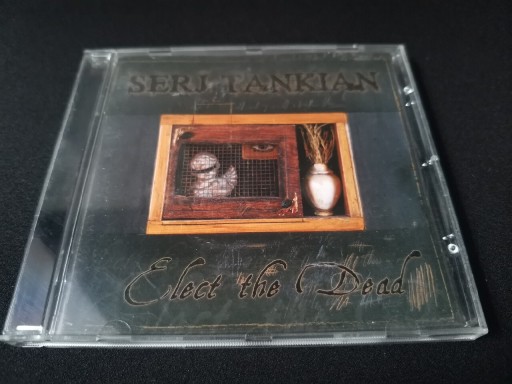 SERJ TANKIAN
Elect the Dead